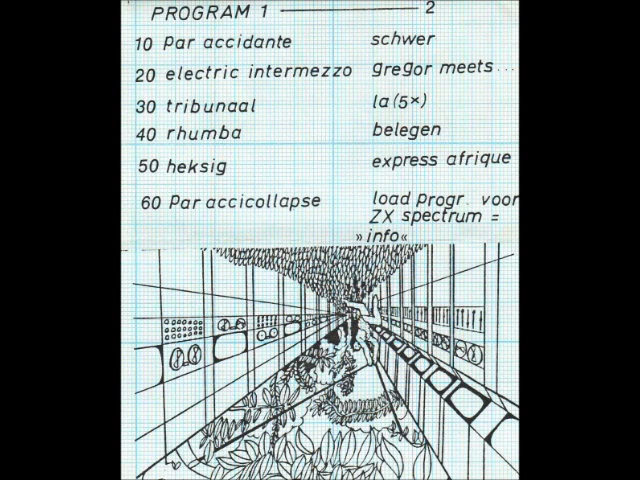 PROGRAM 1 ——— 2
10 Par accidante
20 electric intermezzo
30 tribunaal
40 rhumba
50 heksig
60 Par accicollapse
schwer
gregor meets...
la (5x)
belegen
express afrique
load progr. voor
ZX spectrum =
»info«